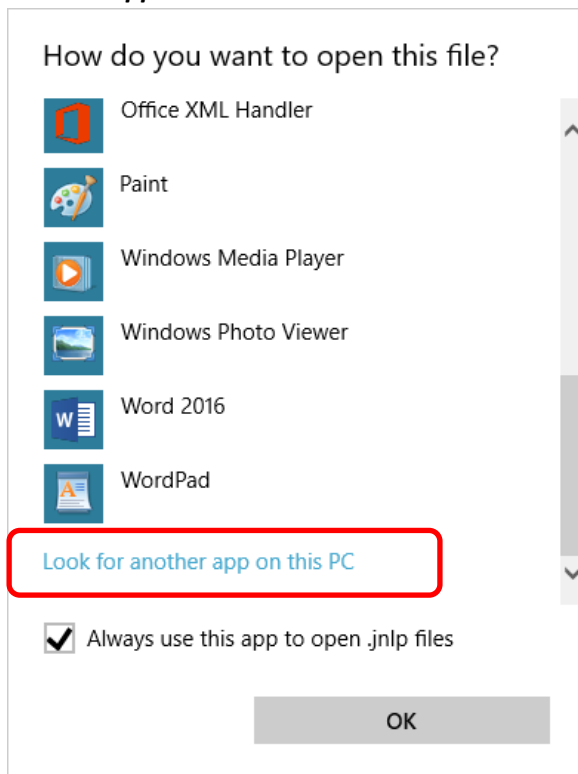 How do you want to open this file?
Office XML Handler
Paint
Windows Media Player
Windows Photo Viewer
Word 2016
WordPad
Look for another app on this PC
Always use this app to open .jnlp files
OK